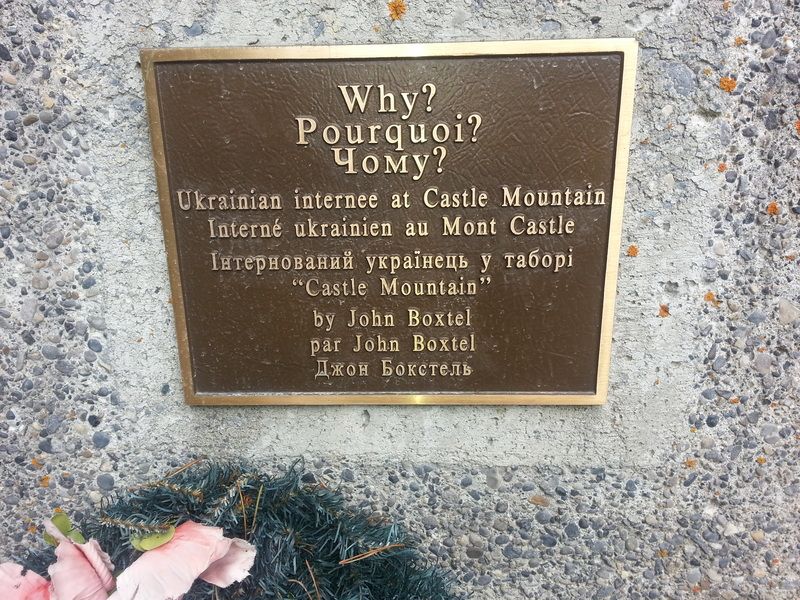 Why?
Pourquoi?
Чому?
Ukrainian internee at Castle Mountain
Interné ukrainien au Mont Castle
Інтернований українець у таборі
“Castle Mountain”
by John Boxtel
par John Boxtel
Джон Бокстель